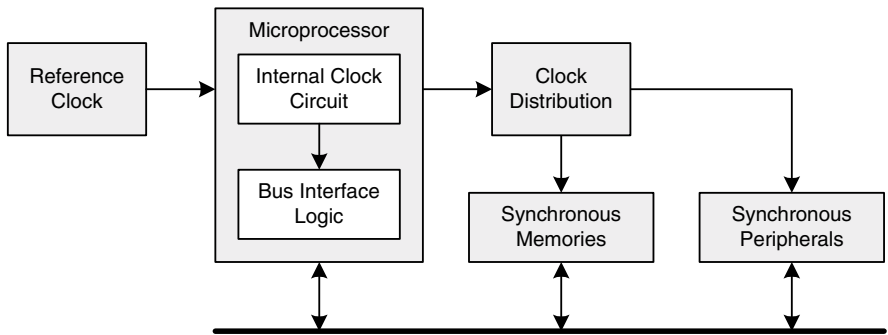 Microprocessor
Reference
Clock
Internal Clock
Circuit
Bus Interface
Logic
Clock
Distribution
Synchronous
Memories
Synchronous
Peripherals